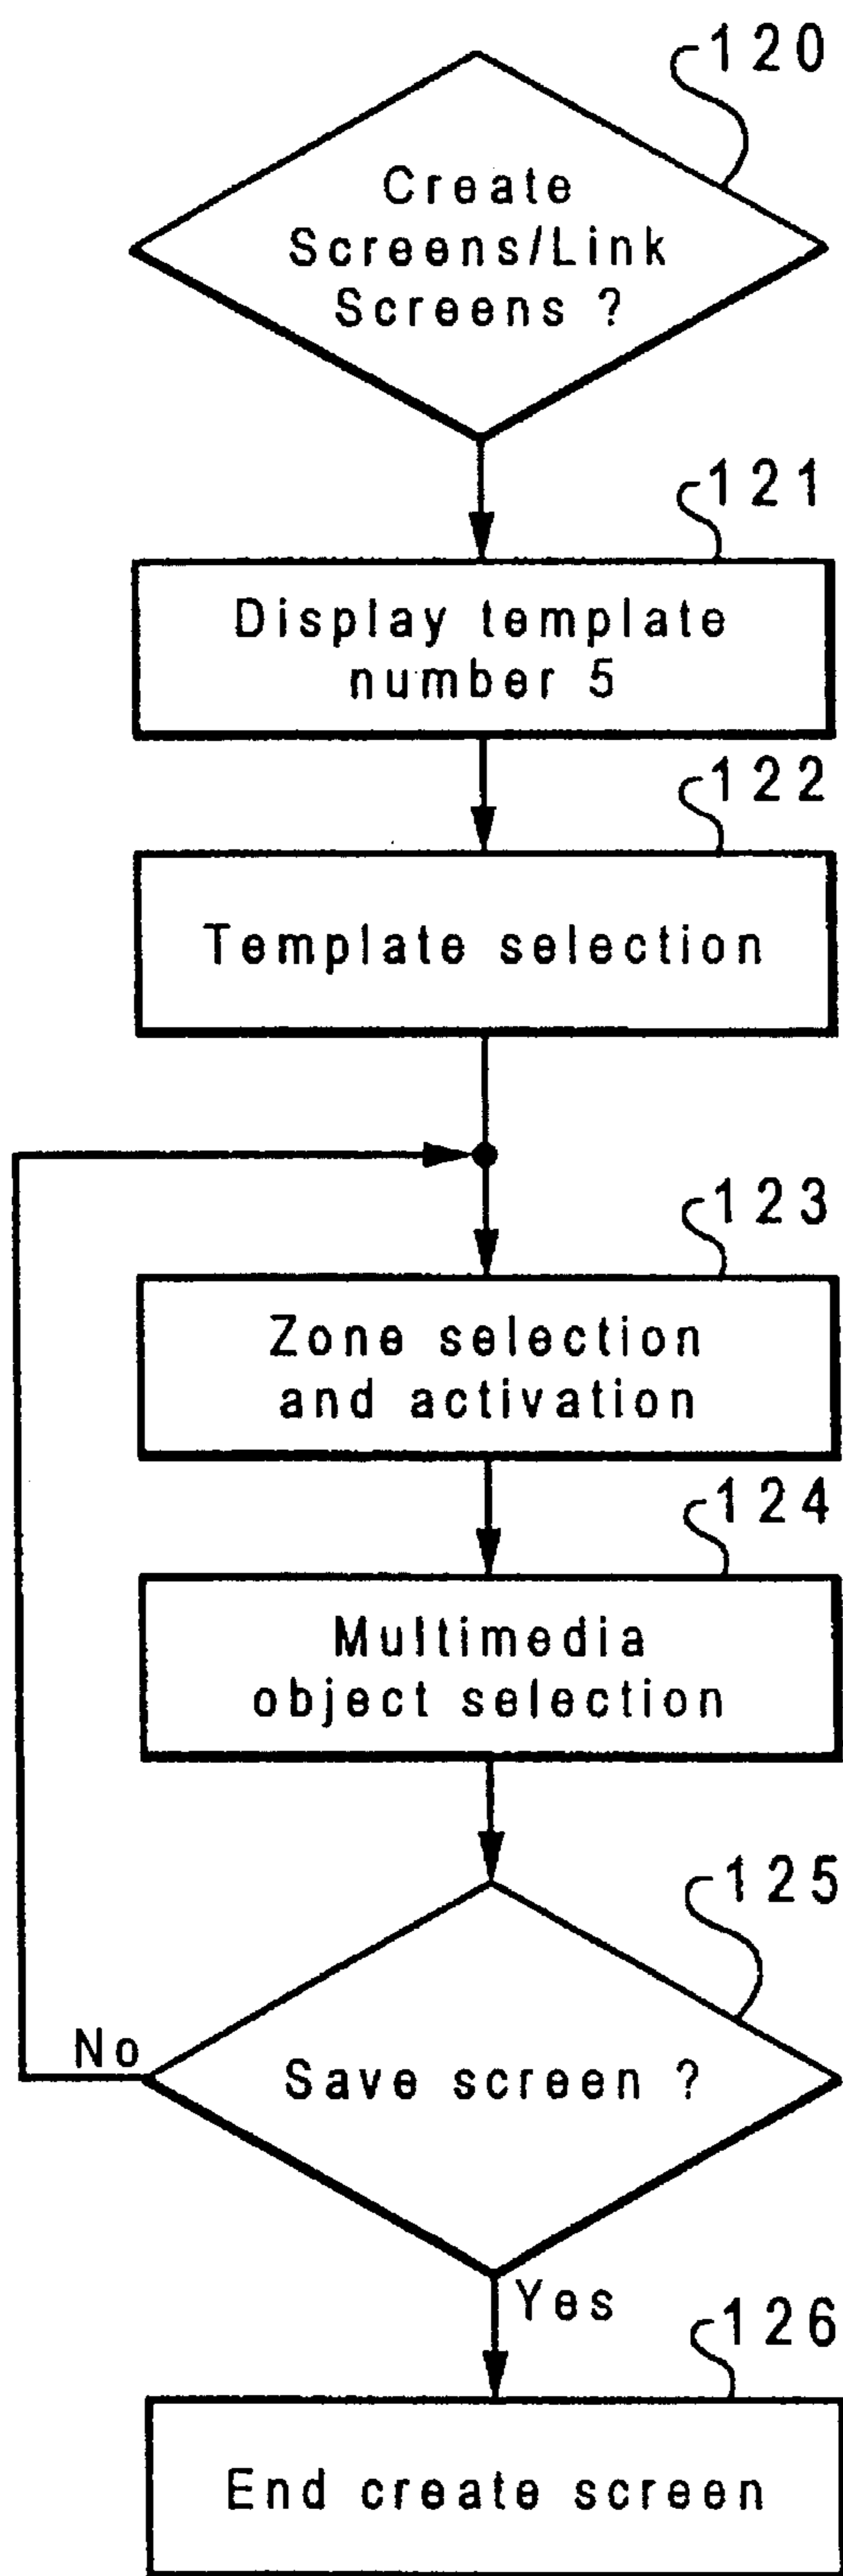 120
Create
Screens/Link
Screens ?
121
Display template
number 5
122
Template selection
123
Zone selection
and activation
124
Multimedia
object selection
125
No
Save screen ?
Yes
126
End create screen